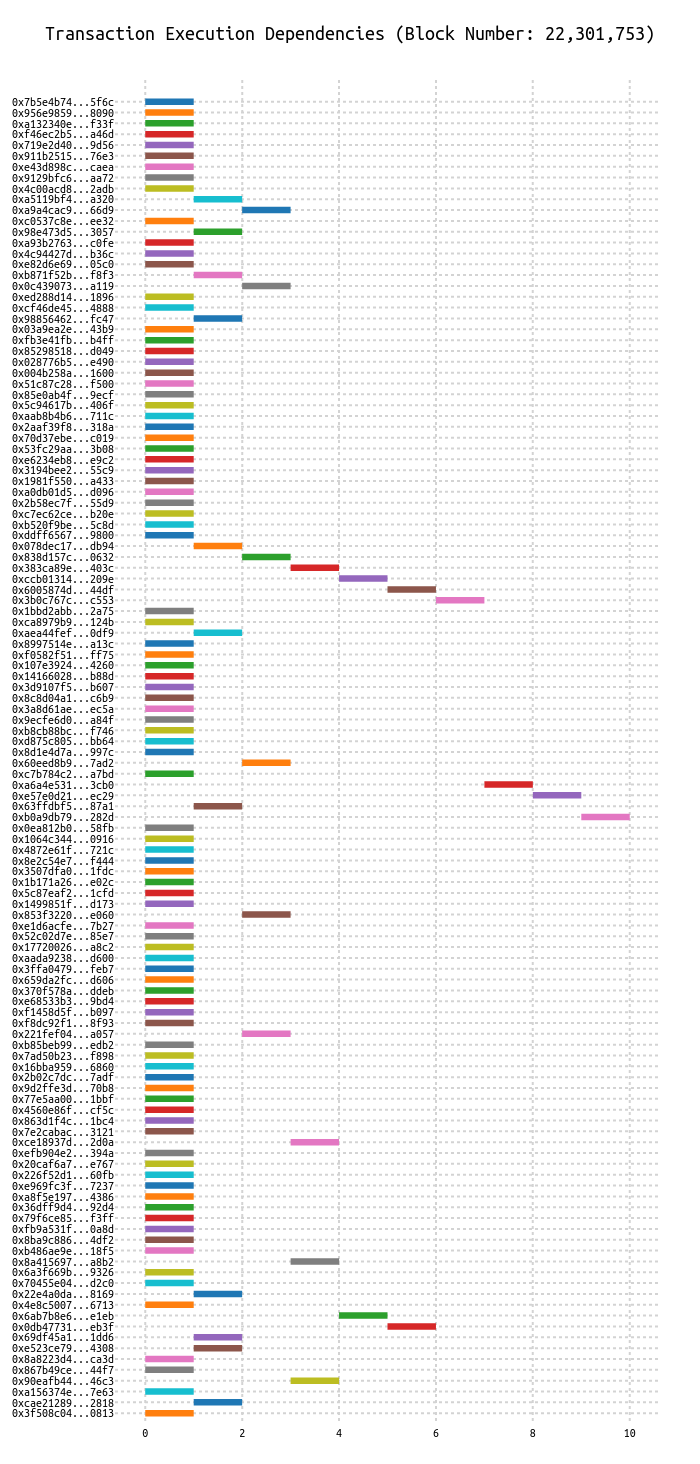 Transaction Execution Dependencies (Block Number: 22,301,753)
0x7b5e4b74...5f6c
0x956e9859...8090
0xa132340e...f33f
0xf46ec2b5...a46d
0x719e2d40...9d56
0x911b2515...76e3
0xe43d898c...caea
0x9129bfc6...aa72
0x4c00acd8...2adb
0xa5119bf4...a320
0xa9a4cac9...66d9
0xc0537c8e...ee32
0x98e473d5...3057
0xa93b2763...c0fe
0x4c94427d...b36c
0xe82d6e69...05c0
0xb871f52b...f8f3
0x0c439073...a119
0xed288d14...1896
0xcf46de45...4888
0x98856462...fc47
0x03a9ea2e...43b9
0xfb3e41fb...b4ff
0x85298518...d049
0x028776b5...e490
0x004b258a...1600
0x51c87c28...f500
0x85e0ab4f...9ecf
0x5c94617b...406f
0xaab8b4b6...711c
0x2aaf39f8...318a
0x70d37ebe...c019
0x53fc29aa...3b08
0xe6234eb8...e9c2
0x3194bee2...55c9
0x1981f550...a433
0xa0db01d5...d096
0x2b58ec7f...55d9
0xc7ec62ce...b20e
0xb520f9be...5c8d
0xddff6567...9800
0x078dec17...db94
0x838d157c...0632
0x383ca89e...403c
0xccb01314...209e
0x6005874d...44df
0x3b0c767c...c553
0x1bbd2abb...2a75
0xca8979b9...124b
0xaea44fef...0df9
0x8997514e...a13c
0xf0582f51...ff75
0x107e3924...4260
0x14166028...b88d
0x3d9107f5...b607
0x8c8d04a1...c6b9
0x3a8d61ae...ec5a
0x9ecfe6d0...a84f
0xb8cb88bc...f746
0xd875c805...bb64
0x8d1e4d7a...997c
0x60eed8b9...7ad2
0xc7b784c2...a7bd
0xa6a4e531...3cb0
0xe57e0d21...ec29
0x63ffdbf5...87a1
0xb0a9db79...282d
0x0ea812b0...58fb
0x1064c344...0916
0x4872e61f...721c
0x8e2c54e7...f444
0x3507dfa0...1fdc
0x1b171a26...e02c
0x5c87eaf2...1cfd
0x1499851f...d173
0x853f3220...e060
0xe1d6acfe...7b27
0x52c02d7e...85e7
0x17720026...a8c2
0xaada9238...d600
0x3ffa0479...feb7
0x659da2fc...d606
0x370f578a...ddeb
0xe68533b3...9bd4
0xf1458d5f...b097
0xf8dc92f1...8f93
0x221fef04...a057
0xb85beb99...edb2
0x7ad50b23...f898
0x16bba959...6860
0x2b02c7dc...7adf
0x9d2ffe3d...70b8
0x77e5aa00...1bbf
0x4560e86f...cf5c
0x863d1f4c...1bc4
0x7e2cabac...3121
0xce18937d...2d0a
0xefb904e2...394a
0x20caf6a7...e767
0x226f52d1...60fb
0xe969fc3f...7237
0xa8f5e197...4386
0x36dff9d4...92d4
0x79f6ce85...f3ff
0xfb9a531f...0a8d
0x8ba9c886...4df2
0xb486ae9e...18f5
0x8a415697...a8b2
0x6a3f669b...9326
0x70455e04...d2c0
0x22e4a0da...8169
0x4e8c5007...6713
0x6ab7b8e6...e1eb
0x0db47731...eb3f
0x69df45a1...1dd6
0xe523ce79...4308
0x8a8223d4...ca3d
0x867b49ce...44f7
0x90eafb44...46c3
0xa156374e...7e63
0xcae21289...2818
0x3f508c04...0813
0 2 4 6 8 10